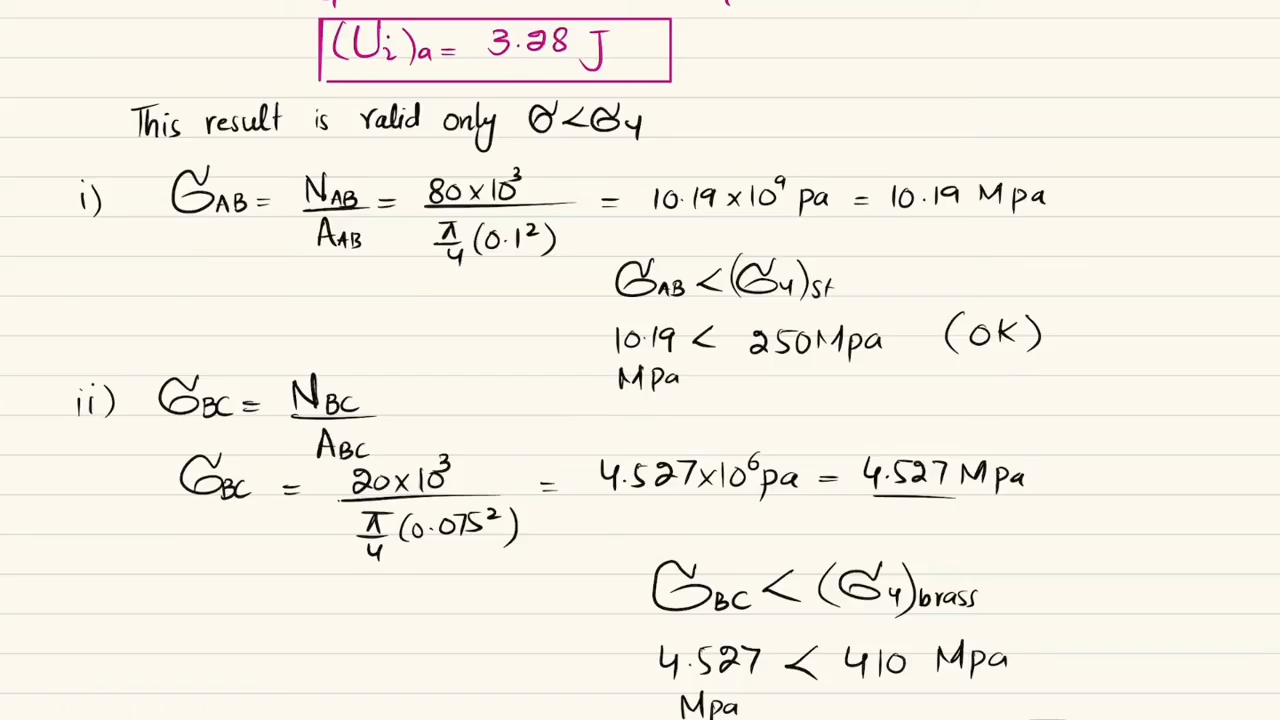 (Ui)a = 3.28 J
This result is valid only σ < σy
i) σAB = NAB / AAB = 80×10³ / π/4 (0.1²) = 10.19×10⁹ pa = 10.19 Mpa
σAB < (σy)st
10.19 < 250 Mpa (OK)
Mpa
ii) σBC = NBC / ABC
σBC = 20×10³ / π/4 (0.075²) = 4.527×10⁶ pa = 4.527 Mpa
σBC < (σy)brass
4.527 < 410 Mpa
Mpa